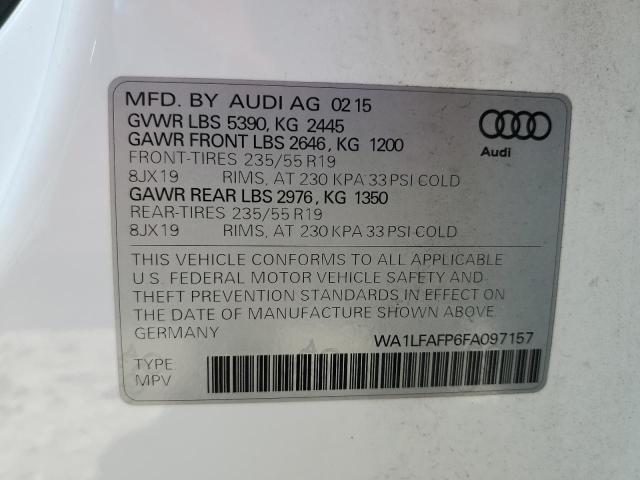 MFD. BY AUDI AG 02 15
GVWR LBS 5390, KG 2445
GAWR FRONT LBS 2646, KG 1200
FRONT-TIRES 235/55 R19
8JX19 RIMS, AT 230 KPA 33 PSI COLD
GAWR REAR LBS 2976, KG 1350
REAR-TIRES 235/55 R19
8JX19 RIMS, AT 230 KPA 33 PSI COLD
Audi
THIS VEHICLE CONFORMS TO ALL APPLICABLE
U.S. FEDERAL MOTOR VEHICLE SAFETY AND
THEFT PREVENTION STANDARDS IN EFFECT ON
THE DATE OF MANUFACTURE SHOWN ABOVE.
GERMANY
WA1LFAFP6FA097157
TYPE
MPV